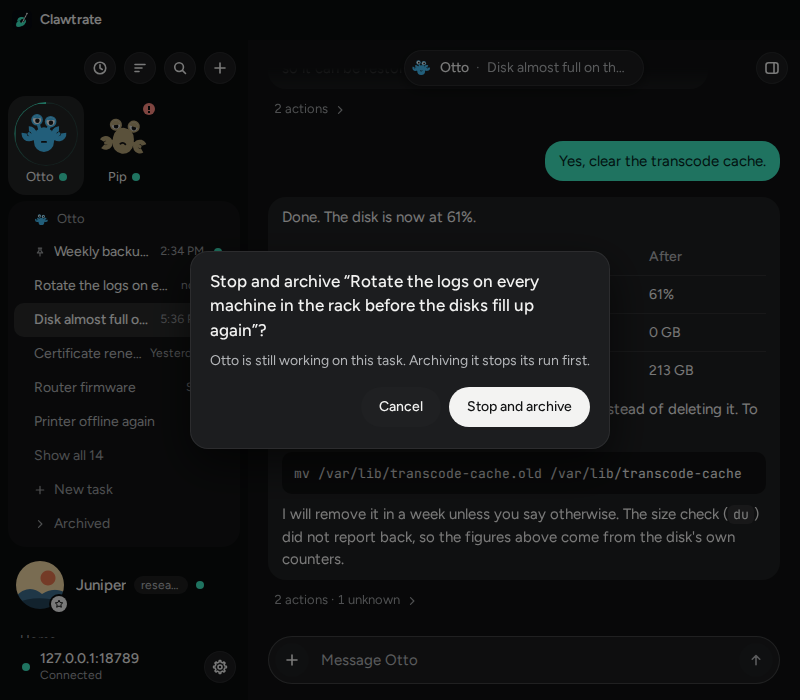 Clawtrate
Otto · Disk almost full on th…
2 actions
Otto
Pip
Yes, clear the transcode cache.
Otto
Done. The disk is now at 61%.
Weekly backu… 2:34 PM
After
Rotate the logs on e…
61%
Disk almost full o… 5:36
0 GB
Certificate rene…
213 GB
Router firmware
Printer offline again
Show all 14
New task
Archived
Stop and archive “Rotate the logs on every
machine in the rack before the disks fill up
again”?
Otto is still working on this task. Archiving it stops its run first.
Cancel
Stop and archive
of deleting it. To
mv /var/lib/transcode-cache.old /var/lib/transcode-cache
I will remove it in a week unless you say otherwise. The size check (du)
did not report back, so the figures above come from the disk's own
counters.
Juniper resea…
2 actions · 1 unknown
127.0.0.1:18789
Connected
Message Otto